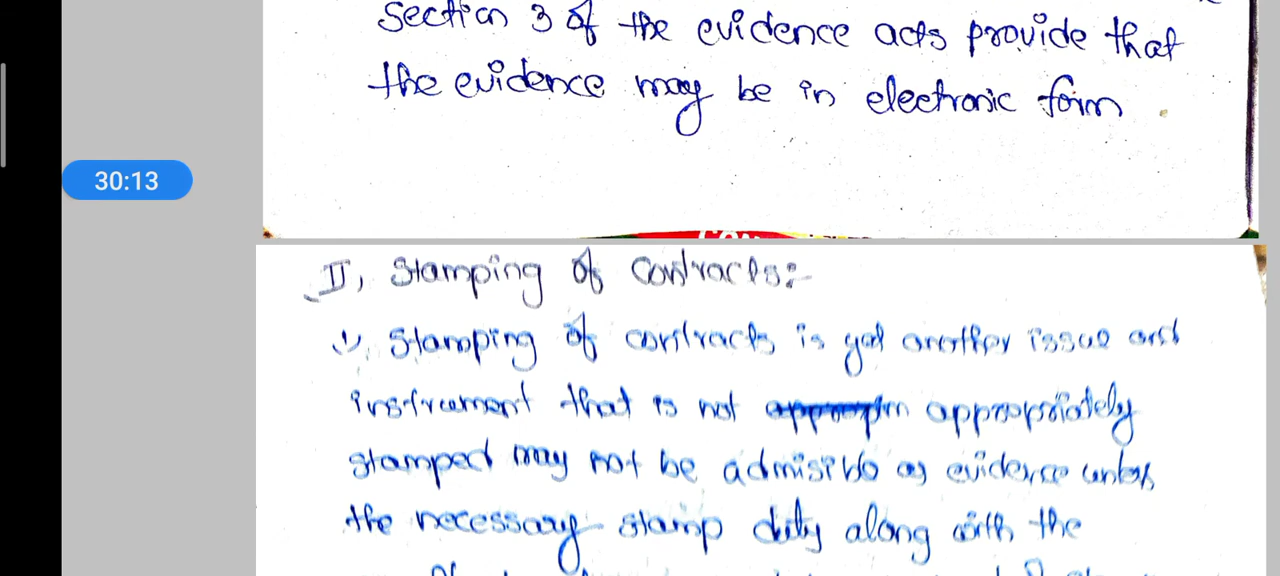 Section 3 of the evidence acts provide that
the evidence may be in electronic form .
30:13
II, Stamping of Contracts:-
1, Stamping of contracts is yet another issue and
instrument that is not appropriately
stamped may not be admisible as evidence unless
the necessary stamp duty along with the